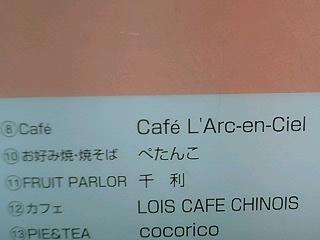 ⑧Café Café L'Arc-en-Ciel
⑩お好み焼・焼そば ぺたんこ
⑪FRUIT PARLOR 千 利
⑫カフェ LOIS CAFE CHINOIS
⑬PIE&TEA cocorico